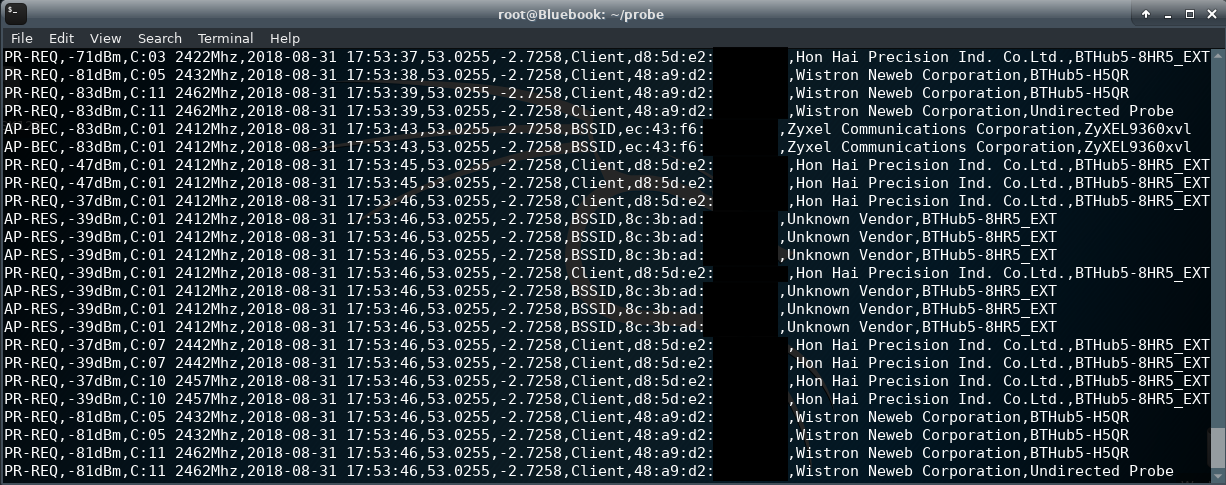 root@Bluebook: ~/probe
File Edit View Search Terminal Help
PR-REQ,-71dBm,C:03 2422Mhz,2018-08-31 17:53:37,53.0255,-2.7258,Client,d8:5d:e2: ,Hon Hai Precision Ind. Co.Ltd.,BTHub5-8HR5_EXT
PR-REQ,-81dBm,C:05 2432Mhz,2018-08-31 17:53:38,53.0255,-2.7258,Client,48:a9:d2: ,Wistron Neweb Corporation,BTHub5-H5QR
PR-REQ,-83dBm,C:11 2462Mhz,2018-08-31 17:53:39,53.0255,-2.7258,Client,48:a9:d2: ,Wistron Neweb Corporation,BTHub5-H5QR
PR-REQ,-83dBm,C:11 2462Mhz,2018-08-31 17:53:39,53.0255,-2.7258,Client,48:a9:d2: ,Wistron Neweb Corporation,Undirected Probe
AP-BEC,-83dBm,C:01 2412Mhz,2018-08-31 17:53:43,53.0255,-2.7258,BSSID,ec:43:f6: ,Zyxel Communications Corporation,ZyXEL9360xvl
AP-BEC,-83dBm,C:01 2412Mhz,2018-08-31 17:53:43,53.0255,-2.7258,BSSID,ec:43:f6: ,Zyxel Communications Corporation,ZyXEL9360xvl
PR-REQ,-47dBm,C:01 2412Mhz,2018-08-31 17:53:45,53.0255,-2.7258,Client,d8:5d:e2: ,Hon Hai Precision Ind. Co.Ltd.,BTHub5-8HR5_EXT
PR-REQ,-47dBm,C:01 2412Mhz,2018-08-31 17:53:45,53.0255,-2.7258,Client,d8:5d:e2: ,Hon Hai Precision Ind. Co.Ltd.,BTHub5-8HR5_EXT
PR-REQ,-37dBm,C:01 2412Mhz,2018-08-31 17:53:46,53.0255,-2.7258,Client,d8:5d:e2: ,Hon Hai Precision Ind. Co.Ltd.,BTHub5-8HR5_EXT
AP-RES,-39dBm,C:01 2412Mhz,2018-08-31 17:53:46,53.0255,-2.7258,BSSID,8c:3b:ad: ,Unknown Vendor,BTHub5-8HR5_EXT
AP-RES,-39dBm,C:01 2412Mhz,2018-08-31 17:53:46,53.0255,-2.7258,BSSID,8c:3b:ad: ,Unknown Vendor,BTHub5-8HR5_EXT
AP-RES,-39dBm,C:01 2412Mhz,2018-08-31 17:53:46,53.0255,-2.7258,BSSID,8c:3b:ad: ,Unknown Vendor,BTHub5-8HR5_EXT
PR-REQ,-39dBm,C:01 2412Mhz,2018-08-31 17:53:46,53.0255,-2.7258,Client,d8:5d:e2: ,Hon Hai Precision Ind. Co.Ltd.,BTHub5-8HR5_EXT
AP-RES,-39dBm,C:01 2412Mhz,2018-08-31 17:53:46,53.0255,-2.7258,BSSID,8c:3b:ad: ,Unknown Vendor,BTHub5-8HR5_EXT
AP-RES,-39dBm,C:01 2412Mhz,2018-08-31 17:53:46,53.0255,-2.7258,BSSID,8c:3b:ad: ,Unknown Vendor,BTHub5-8HR5_EXT
AP-RES,-39dBm,C:01 2412Mhz,2018-08-31 17:53:46,53.0255,-2.7258,BSSID,8c:3b:ad: ,Unknown Vendor,BTHub5-8HR5_EXT
PR-REQ,-37dBm,C:07 2442Mhz,2018-08-31 17:53:46,53.0255,-2.7258,Client,d8:5d:e2: ,Hon Hai Precision Ind. Co.Ltd.,BTHub5-8HR5_EXT
PR-REQ,-39dBm,C:07 2442Mhz,2018-08-31 17:53:46,53.0255,-2.7258,Client,d8:5d:e2: ,Hon Hai Precision Ind. Co.Ltd.,BTHub5-8HR5_EXT
PR-REQ,-37dBm,C:10 2457Mhz,2018-08-31 17:53:46,53.0255,-2.7258,Client,d8:5d:e2: ,Hon Hai Precision Ind. Co.Ltd.,BTHub5-8HR5_EXT
PR-REQ,-39dBm,C:10 2457Mhz,2018-08-31 17:53:46,53.0255,-2.7258,Client,d8:5d:e2: ,Hon Hai Precision Ind. Co.Ltd.,BTHub5-8HR5_EXT
PR-REQ,-81dBm,C:05 2432Mhz,2018-08-31 17:53:46,53.0255,-2.7258,Client,48:a9:d2: ,Wistron Neweb Corporation,BTHub5-H5QR
PR-REQ,-81dBm,C:05 2432Mhz,2018-08-31 17:53:46,53.0255,-2.7258,Client,48:a9:d2: ,Wistron Neweb Corporation,BTHub5-H5QR
PR-REQ,-81dBm,C:11 2462Mhz,2018-08-31 17:53:46,53.0255,-2.7258,Client,48:a9:d2: ,Wistron Neweb Corporation,BTHub5-H5QR
PR-REQ,-81dBm,C:11 2462Mhz,2018-08-31 17:53:46,53.0255,-2.7258,Client,48:a9:d2: ,Wistron Neweb Corporation,Undirected Probe